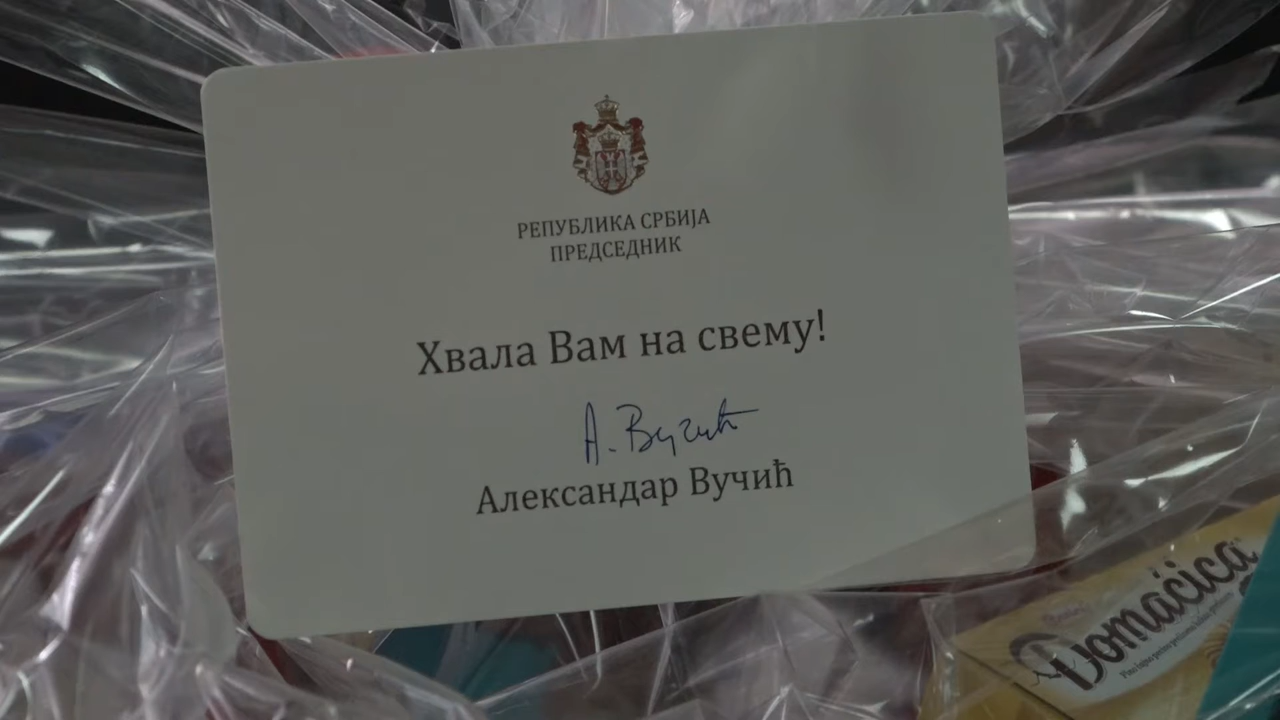 РЕПУБЛИКА СРБИЈА
ПРЕДСЕДНИК
Хвала Вам на свему!
А. Вучић
Александар Вучић
Domaćica